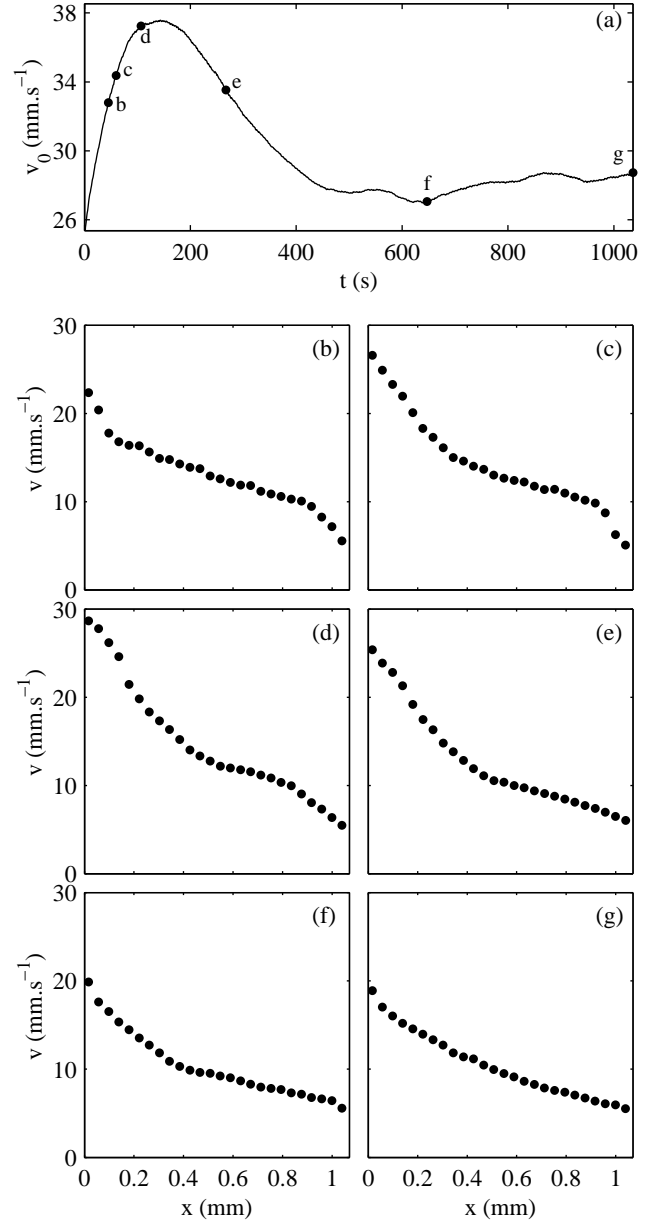 38
34
30
26
v0 (mm.s−1)
(a)
b
c
d
e
f
g
0 200 400 600 800 1000
t (s)
30
20
10
0
v (mm.s−1)
(b)
(c)
30
20
10
0
v (mm.s−1)
(d)
(e)
30
20
10
0
v (mm.s−1)
(f)
(g)
0 0.2 0.4 0.6 0.8 1
x (mm)
0 0.2 0.4 0.6 0.8 1
x (mm)